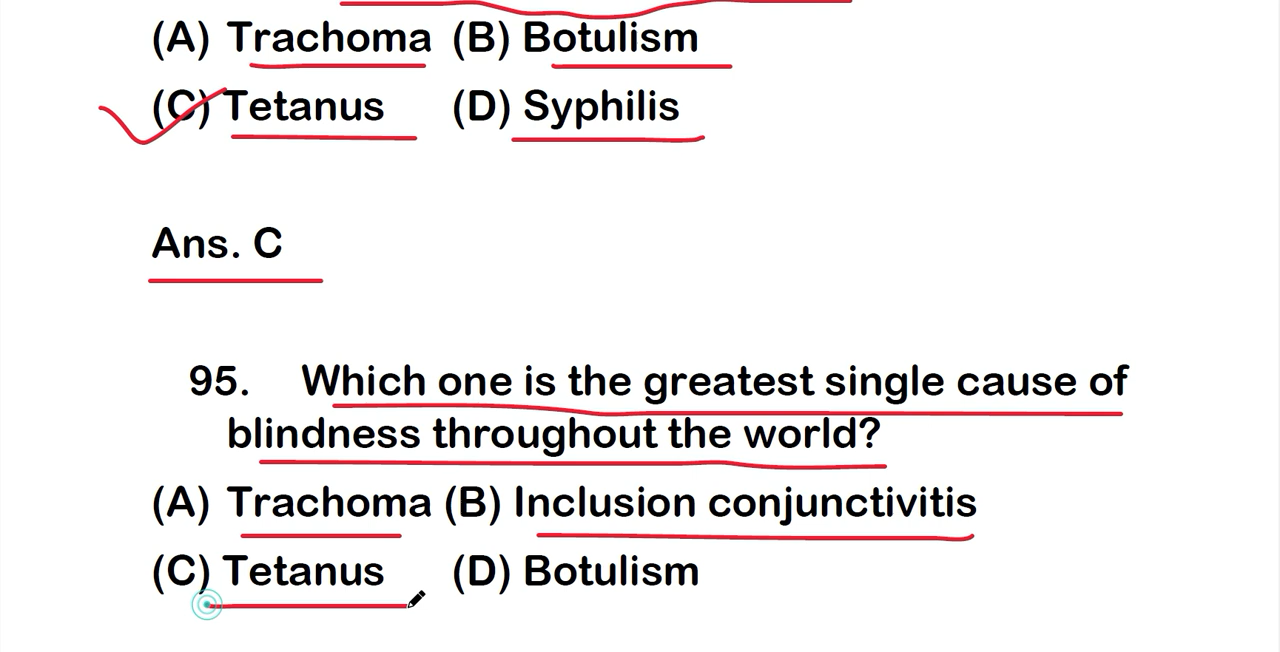 (A) Trachoma (B) Botulism
(C) Tetanus (D) Syphilis
Ans. C
95. Which one is the greatest single cause of
blindness throughout the world?
(A) Trachoma (B) Inclusion conjunctivitis
(C) Tetanus (D) Botulism